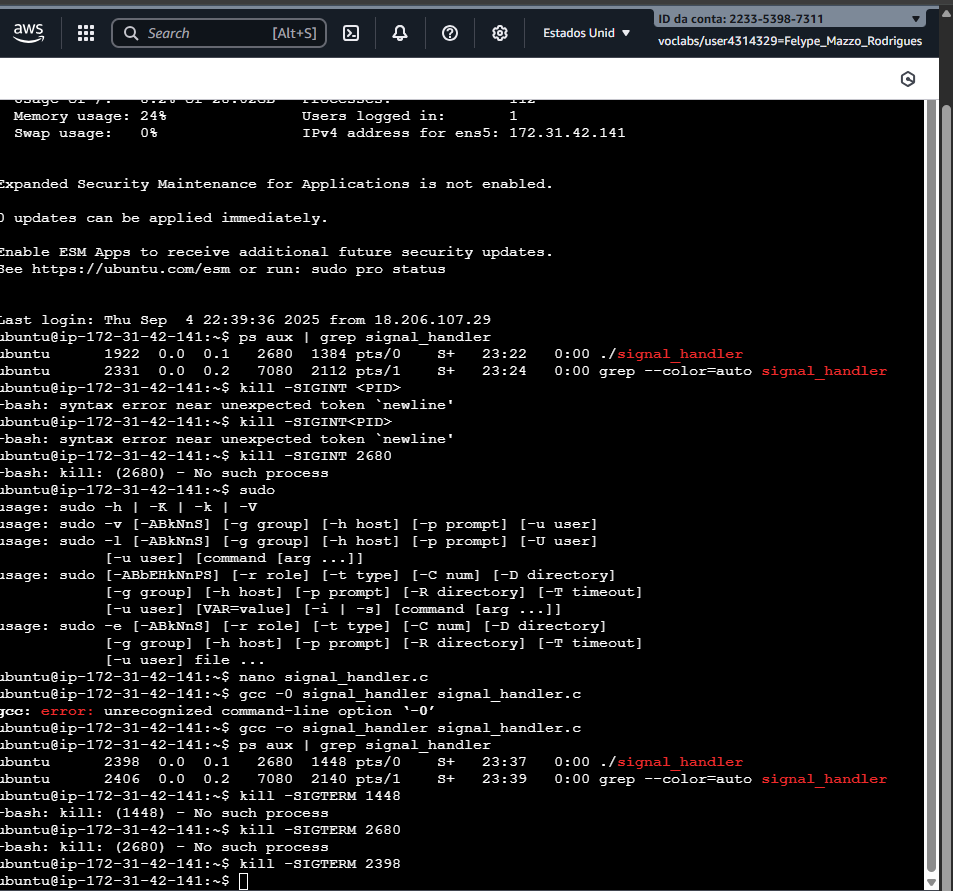 aws
Search [Alt+S]
Estados Unid
ID da conta: 2233-5398-7311
voclabs/user4314329=Felype_Mazzo_Rodrigues
Memory usage: 24% Users logged in: 1
Swap usage: 0% IPv4 address for ens5: 172.31.42.141
Expanded Security Maintenance for Applications is not enabled.
0 updates can be applied immediately.
Enable ESM Apps to receive additional future security updates.
See https://ubuntu.com/esm or run: sudo pro status
Last login: Thu Sep  4 22:39:36 2025 from 18.206.107.29
ubuntu@ip-172-31-42-141:~$ ps aux | grep signal_handler
ubuntu 1922 0.0 0.1 2680 1384 pts/0 S+ 23:22 0:00 ./signal_handler
ubuntu 2331 0.0 0.2 7080 2112 pts/1 S+ 23:24 0:00 grep --color=auto signal_handler
ubuntu@ip-172-31-42-141:~$ kill -SIGINT <PID>
-bash: syntax error near unexpected token `newline'
ubuntu@ip-172-31-42-141:~$ kill -SIGINT<PID>
-bash: syntax error near unexpected token `newline'
ubuntu@ip-172-31-42-141:~$ kill -SIGINT 2680
-bash: kill: (2680) - No such process
ubuntu@ip-172-31-42-141:~$ sudo
usage: sudo -h | -K | -k | -V
usage: sudo -v [-ABkNnS] [-g group] [-h host] [-p prompt] [-u user]
usage: sudo -l [-ABkNnS] [-g group] [-h host] [-p prompt] [-U user]
[-u user] [command [arg ...]]
usage: sudo [-ABbEHkNnPS] [-r role] [-t type] [-C num] [-D directory]
[-g group] [-h host] [-p prompt] [-R directory] [-T timeout]
[-u user] [VAR=value] [-i | -s] [command [arg ...]]
usage: sudo -e [-ABkNnS] [-r role] [-t type] [-C num] [-D directory]
[-g group] [-h host] [-p prompt] [-R directory] [-T timeout]
[-u user] file ...
ubuntu@ip-172-31-42-141:~$ nano signal_handler.c
ubuntu@ip-172-31-42-141:~$ gcc -0 signal_handler signal_handler.c
gcc: error: unrecognized command-line option ‘-0’
ubuntu@ip-172-31-42-141:~$ gcc -o signal_handler signal_handler.c
ubuntu@ip-172-31-42-141:~$ ps aux | grep signal_handler
ubuntu 2398 0.0 0.1 2680 1448 pts/0 S+ 23:37 0:00 ./signal_handler
ubuntu 2406 0.0 0.2 7080 2140 pts/1 S+ 23:39 0:00 grep --color=auto signal_handler
ubuntu@ip-172-31-42-141:~$ kill -SIGTERM 1448
-bash: kill: (1448) - No such process
ubuntu@ip-172-31-42-141:~$ kill -SIGTERM 2680
-bash: kill: (2680) - No such process
ubuntu@ip-172-31-42-141:~$ kill -SIGTERM 2398
ubuntu@ip-172-31-42-141:~$